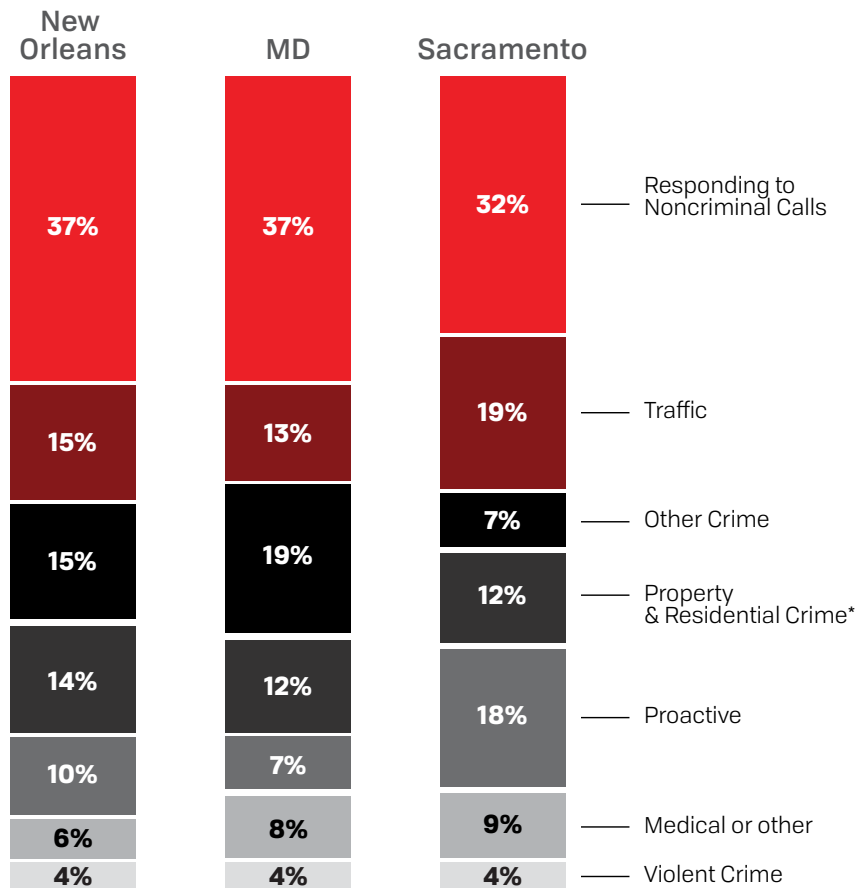 New
Orleans
MD
Sacramento
37%
37%
32%
Responding to
Noncriminal Calls
15%
13%
19%
Traffic
15%
19%
7%
Other Crime
14%
12%
12%
Property
& Residential Crime*
10%
7%
18%
Proactive
6%
8%
9%
Medical or other
4%
4%
4%
Violent Crime